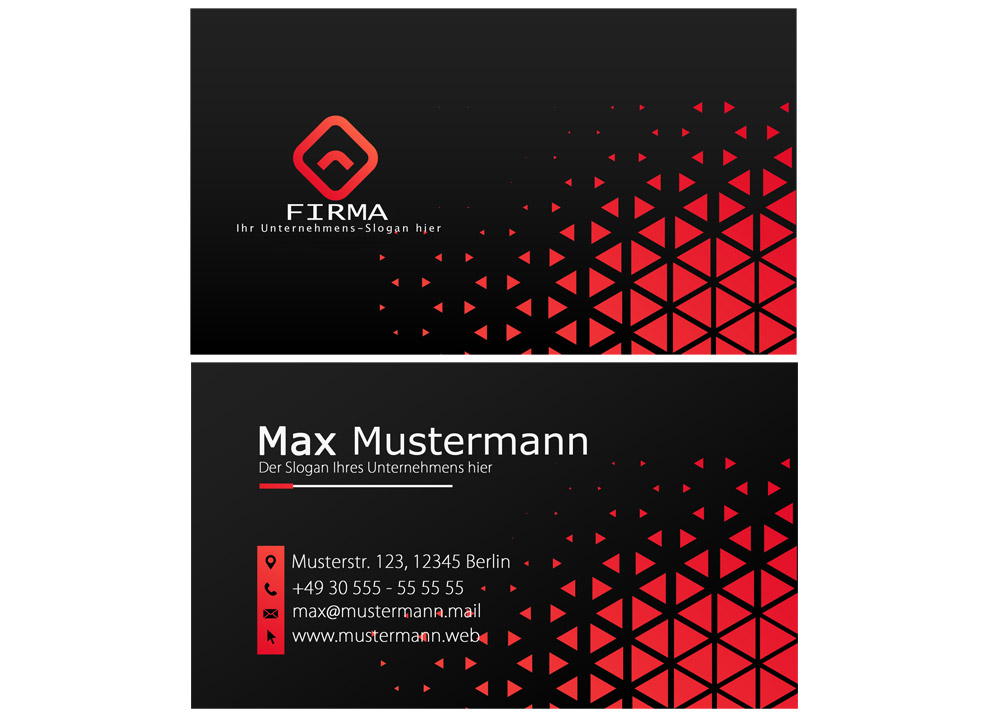 FIRMA
Ihr Unternehmens-Slogan hier
Max Mustermann
Der Slogan Ihres Unternehmens hier
Musterstr. 123, 12345 Berlin
+49 30 555 - 55 55 55
max@mustermann.mail
www.mustermann.web